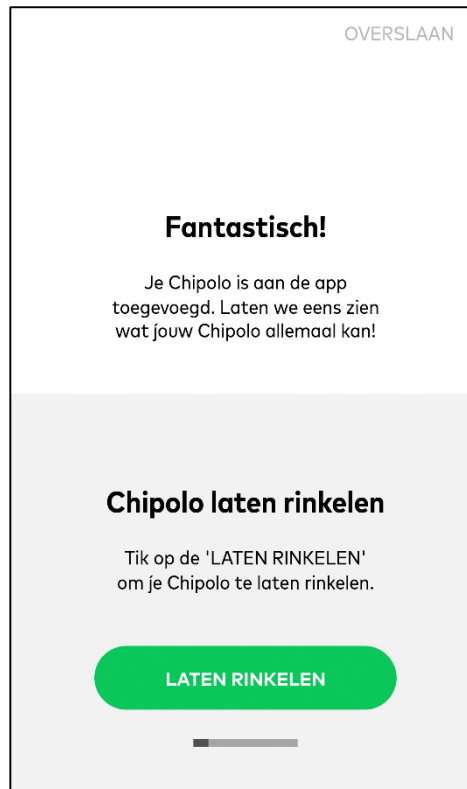 OVERSLAAN
Fantastisch!
Je Chipolo is aan de app
toegevoegd. Laten we eens zien
wat jouw Chipolo allemaal kan!
Chipolo laten rinkelen
Tik op de 'LATEN RINKELEN'
om je Chipolo te laten rinkelen.
LATEN RINKELEN